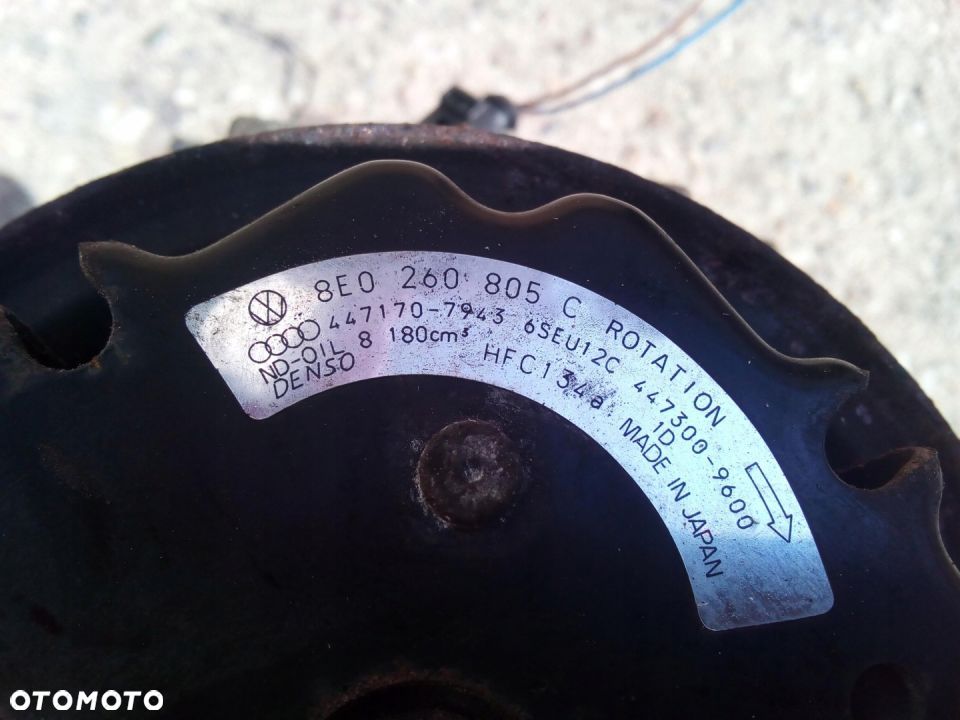 8E0 260 805 C ROTATION
447170-7943 6SEU12C 447300-9600
ND-OIL 8 180cm³ HFC134a 1D
DENSO MADE IN JAPAN
OTOMOTO